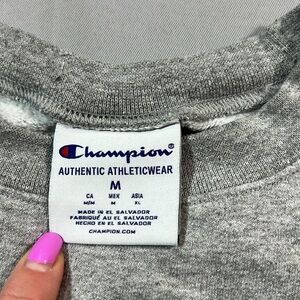 Champion®
AUTHENTIC ATHLETICWEAR
M
CA MEX ASIA
M/M M XL
MADE IN EL SALVADOR
FABRIQUÉ AU EL SALVADOR
HECHO EN EL SALVADOR
CHAMPION.COM